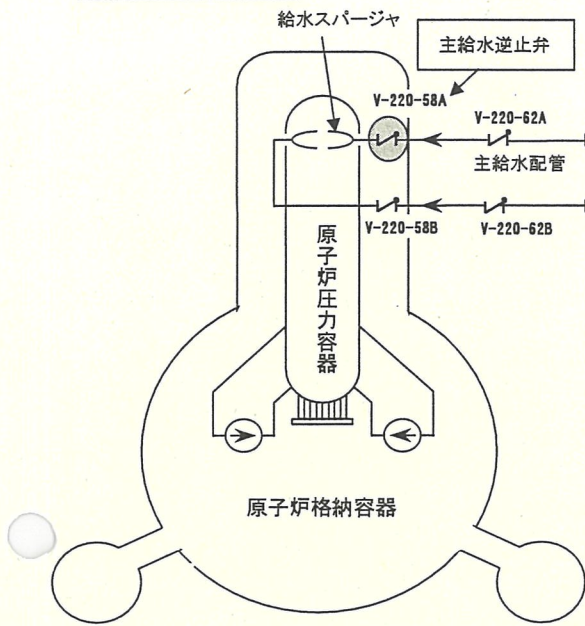 給水スパージャ
主給水逆止弁
V-220-58A
V-220-62A
主給水配管
V-220-58B
V-220-62B
原子炉圧力容器
原子炉格納容器